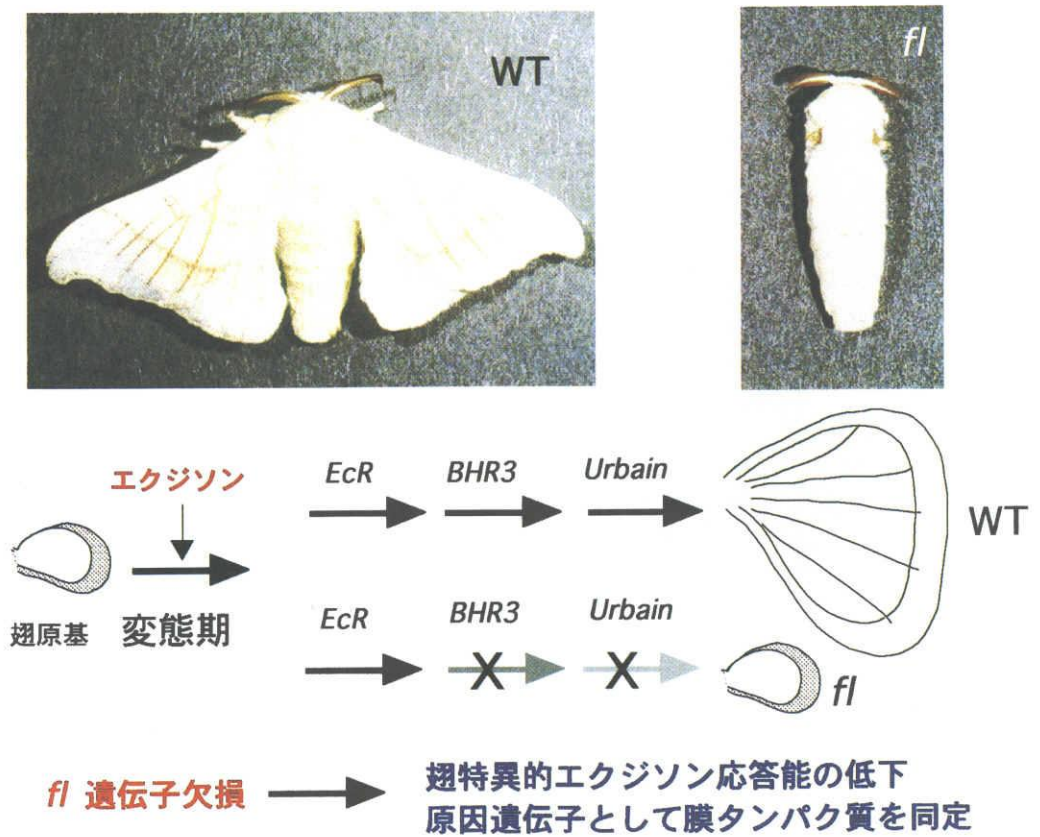 WT
fl
エクジソン
EcR BHR3 Urbain
WT
翅原基 変態期
EcR BHR3 Urbain
X X
fl
fl 遺伝子欠損
翅特異的エクジソン応答能の低下
原因遺伝子として膜タンパク質を同定